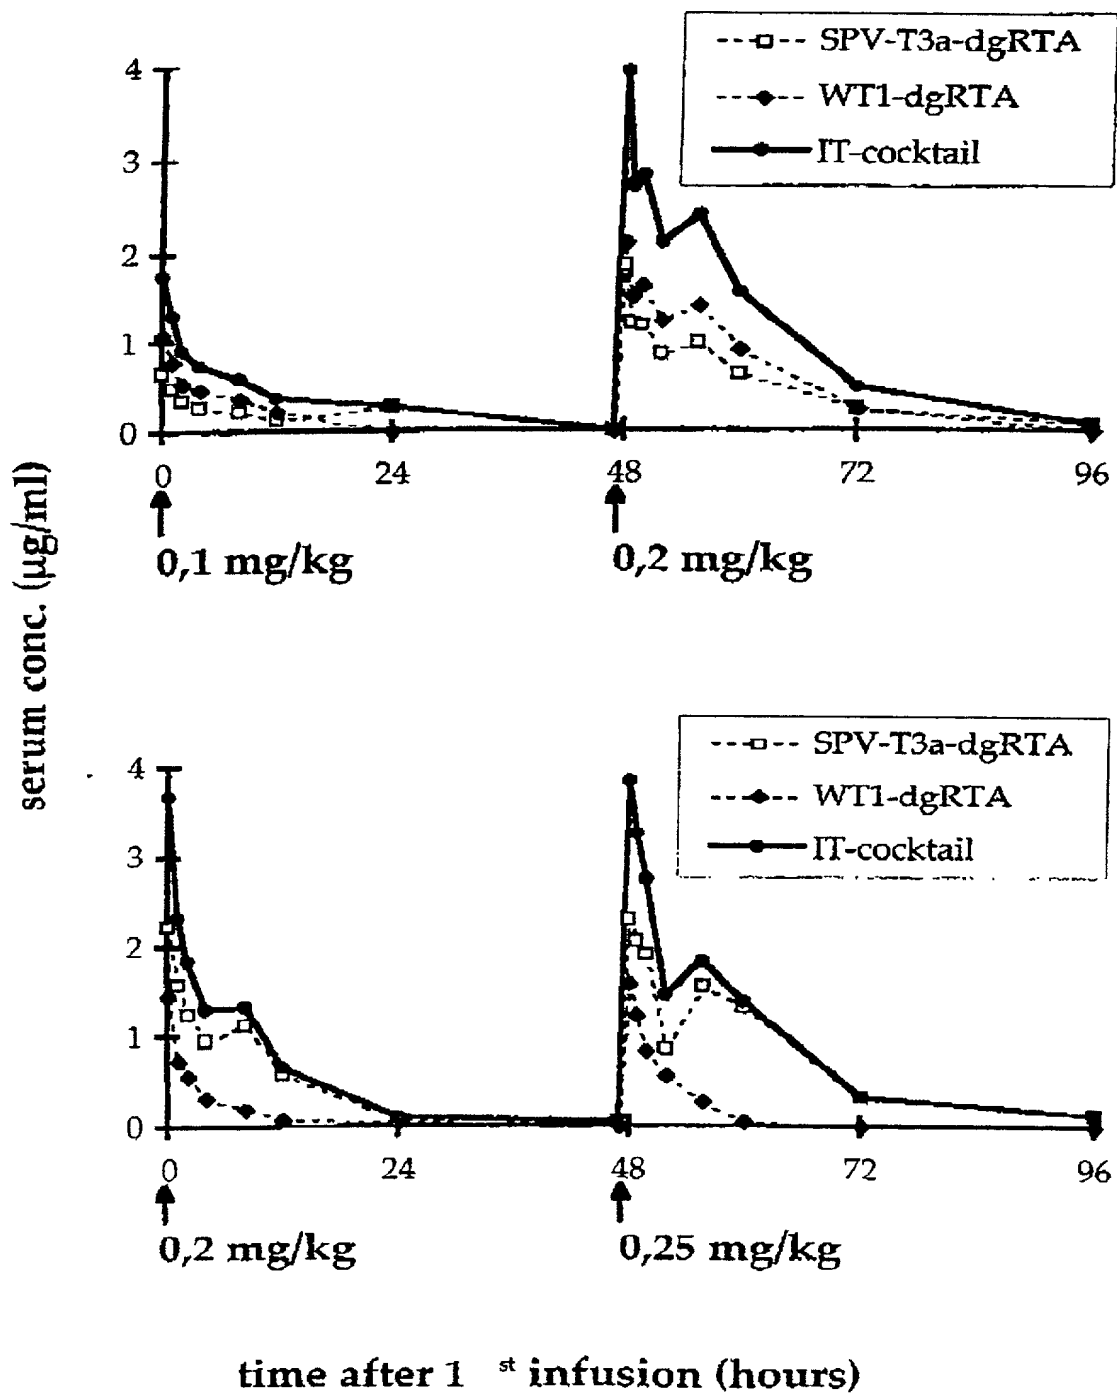 SPV-T3a-dgRTA
WT1-dgRTA
IT-cocktail
4
3
2
1
0
0 24 48 72 96
0,1 mg/kg 0,2 mg/kg
serum conc. (µg/ml)
SPV-T3a-dgRTA
WT1-dgRTA
IT-cocktail
4
3
2
1
0
0 24 48 72 96
0,2 mg/kg 0,25 mg/kg
time after 1 st infusion (hours)